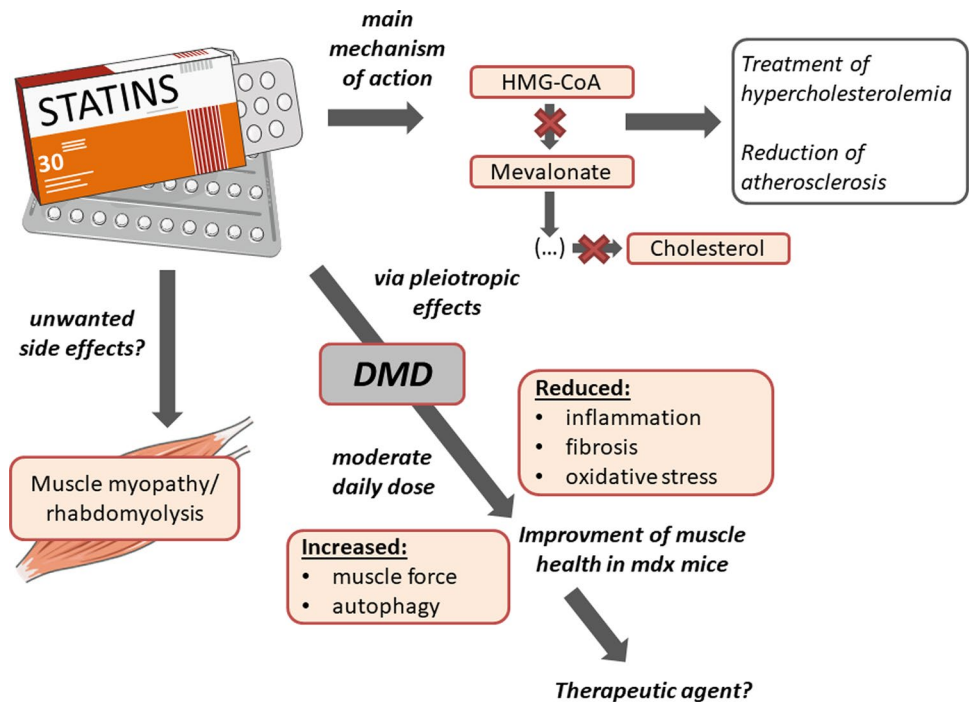 STATINS
30
main
mechanism
of action
HMG-CoA
Mevalonate
(...)
Cholesterol
Treatment of
hypercholesterolemia
Reduction of
atherosclerosis
unwanted
side effects?
Muscle myopathy/
rhabdomyolysis
via pleiotropic
effects
DMD
moderate
daily dose
Reduced:
• inflammation
• fibrosis
• oxidative stress
Increased:
• muscle force
• autophagy
Improvment of muscle
health in mdx mice
Therapeutic agent?